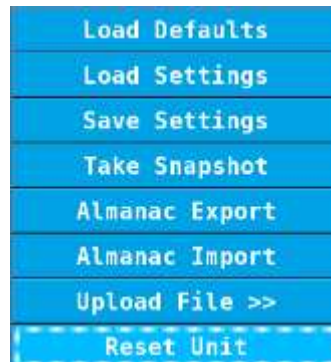 Load Defaults
Load Settings
Save Settings
Take Snapshot
Almanac Export
Almanac Import
Upload File >>
Reset Unit